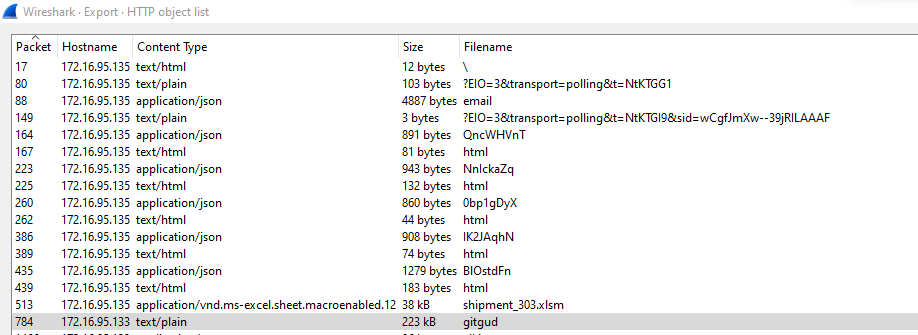 Wireshark · Export · HTTP object list
Packet Hostname Content Type Size Filename
17 172.16.95.135 text/html 12 bytes \
80 172.16.95.135 text/plain 103 bytes ?EIO=3&transport=polling&t=NtKTGG1
88 172.16.95.135 application/json 4887 bytes email
149 172.16.95.135 text/plain 3 bytes ?EIO=3&transport=polling&t=NtKTGI9&sid=wCgfJmXw--39jRILAAAF
164 172.16.95.135 application/json 891 bytes QncWHVnT
167 172.16.95.135 text/html 81 bytes html
223 172.16.95.135 application/json 943 bytes NnlckaZq
225 172.16.95.135 text/html 132 bytes html
260 172.16.95.135 application/json 860 bytes 0bp1gDyX
262 172.16.95.135 text/html 44 bytes html
386 172.16.95.135 application/json 908 bytes IK2JAqhN
389 172.16.95.135 text/html 74 bytes html
435 172.16.95.135 application/json 1279 bytes BIOstdFn
439 172.16.95.135 text/html 183 bytes html
513 172.16.95.135 application/vnd.ms-excel.sheet.macroenabled.12 38 kB shipment_303.xlsm
784 172.16.95.133 text/plain 223 kB gitgud